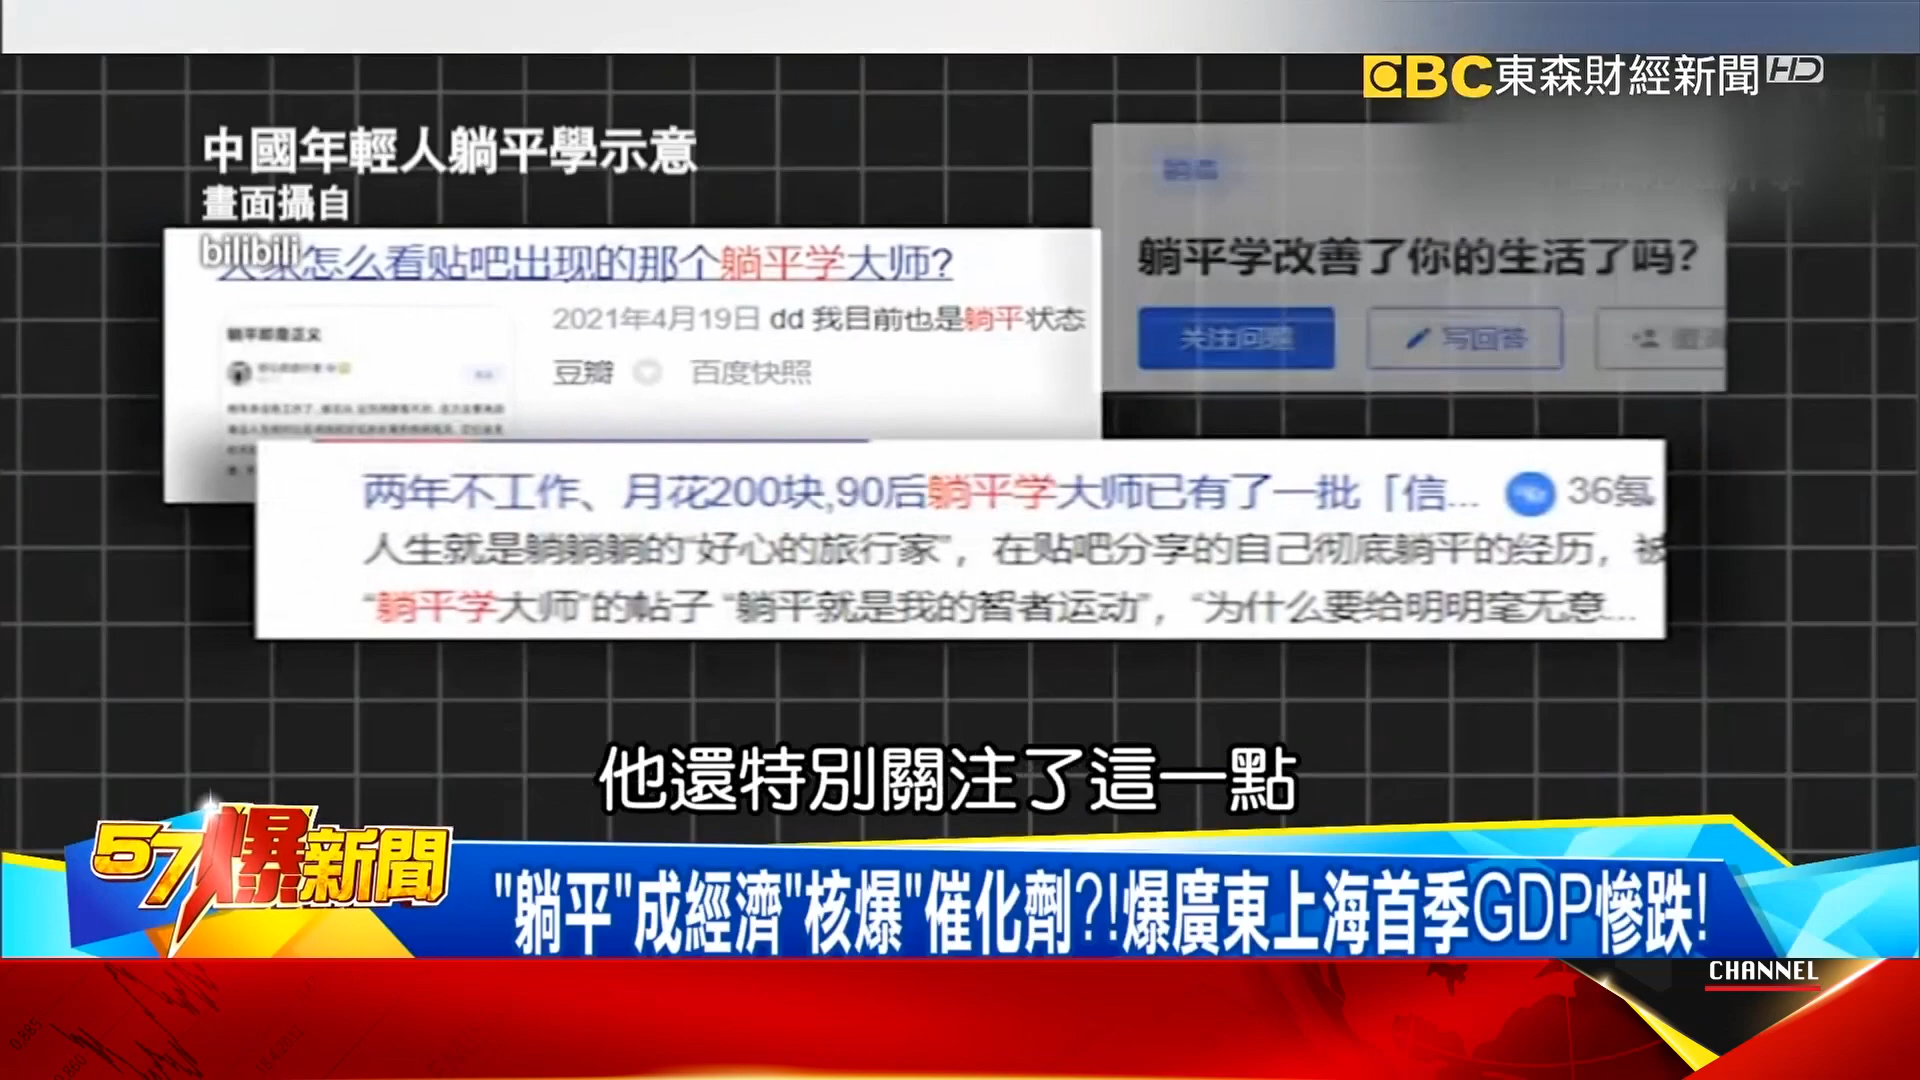 EBC東森財經新聞HD
中國年輕人躺平學示意
畫面攝自
bilibili
怎么看贴吧出现的那个躺平学大师?
2021年4月19日 dd 我目前也是躺平状态
豆瓣 百度快照
躺平即是正义
躺平学改善了你的生活了吗?
关注问题 写回答
两年不工作、月花200块,90后躺平学大师已有了一批「信... 36氪
人生就是躺躺躺的“好心的旅行家”，在贴吧分享的自己彻底躺平的经历，被
“躺平学大师”的帖子 “躺平就是我的智者运动”，“为什么要给明明毫无意...
他還特別關注了這一點
57爆新聞
"躺平"成經濟"核爆"催化劑?!爆廣東上海首季GDP慘跌!
CHANNEL